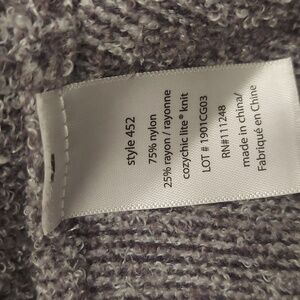 style 452
75% nylon
25% rayon / rayonne
cozychic lite® knit
LOT # 1901CG03
RN#111248
made in china/
Fabriqué en Chine